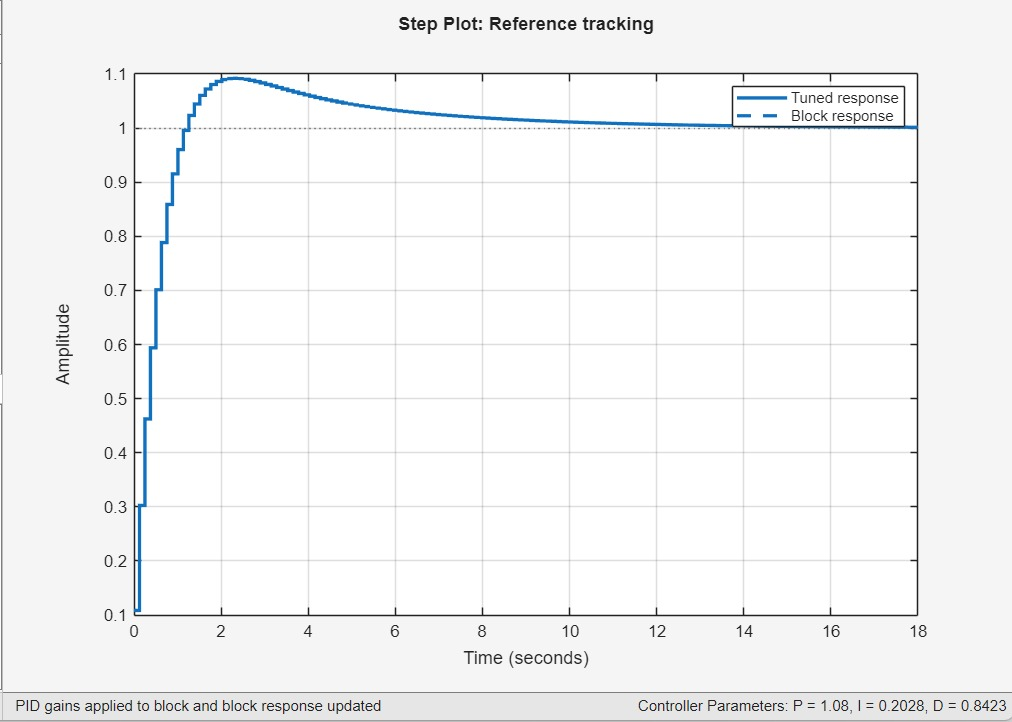 Step Plot: Reference tracking
1.1
1
0.9
0.8
0.7
0.6
0.5
0.4
0.3
0.2
0.1
Amplitude
Tuned response
Block response
0 2 4 6 8 10 12 14 16 18
Time (seconds)
PID gains applied to block and block response updated
Controller Parameters: P = 1.08, I = 0.2028, D = 0.8423